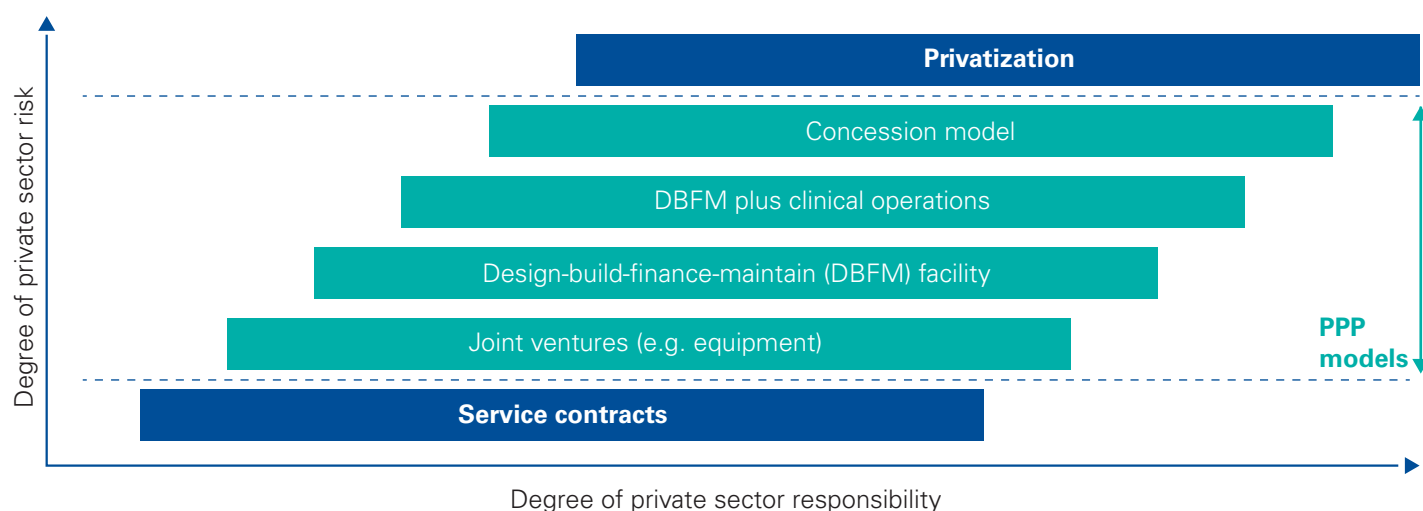 Degree of private sector risk
Privatization
Concession model
DBFM plus clinical operations
Design-build-finance-maintain (DBFM) facility
Joint ventures (e.g. equipment)
PPP
models
Service contracts
Degree of private sector responsibility